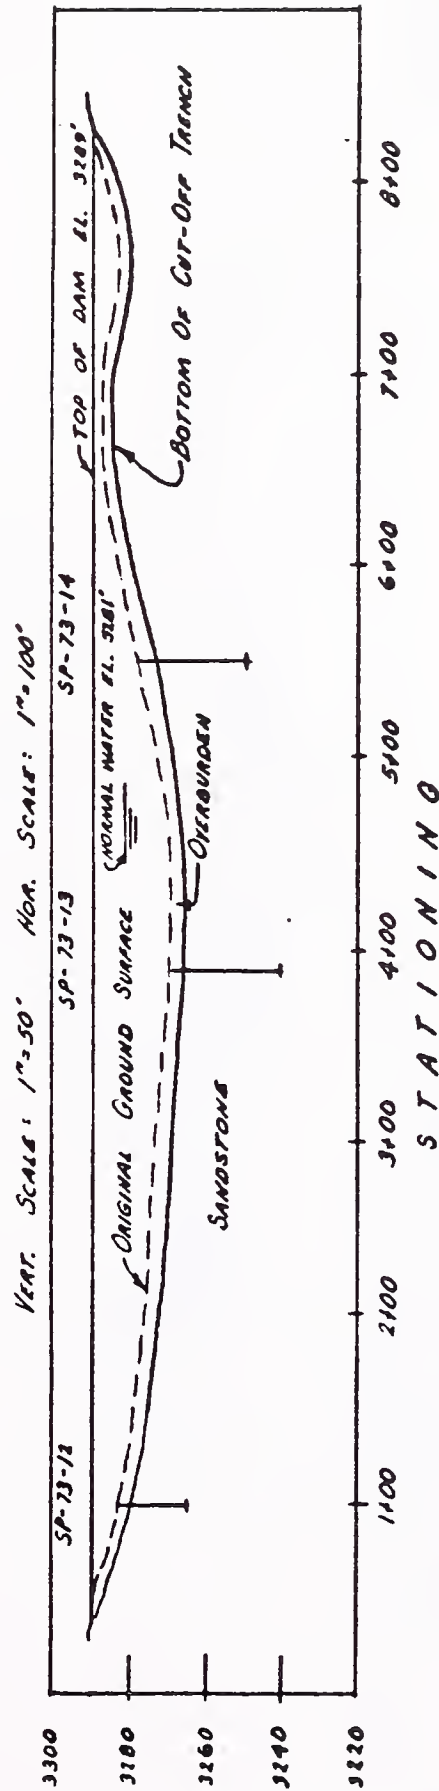 VERT. SCALE: 1"=50' HOR. SCALE: 1"=100'
SP-73-12
SP-73-13
SP-73-14
TOP OF DAM EL. 3289'
NORMAL WATER EL. 3281'
ORIGINAL GROUND SURFACE
OVERBURDEN
BOTTOM OF CUT-OFF TRENCH
SANDSTONE
3300
3280
3260
3240
3220
1+00
2+00
3+00
4+00
5+00
6+00
7+00
8+00
STATIONING